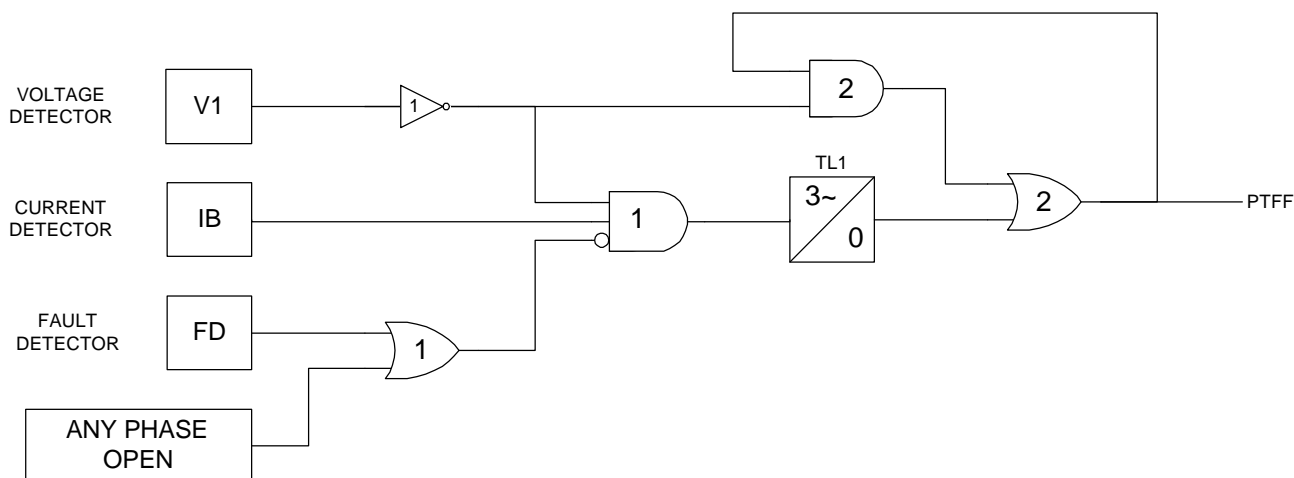 VOLTAGE
DETECTOR
V1
1
2
TL1
CURRENT
DETECTOR
IB
1
3~
0
2
PTFF
FAULT
DETECTOR
FD
1
ANY PHASE
OPEN